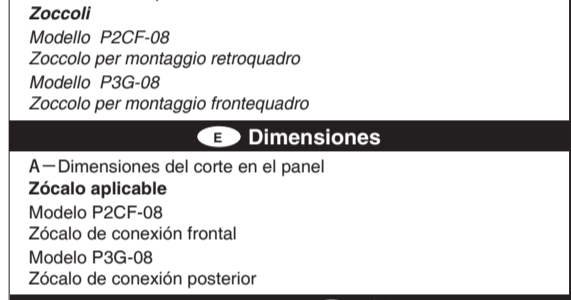 Zoccoli
Modello P2CF-08
Zoccolo per montaggio retroquadro
Modello P3G-08
Zoccolo per montaggio frontequadro
E Dimensiones
A—Dimensiones del corte en el panel
Zócalo aplicable
Modelo P2CF-08
Zócalo de conexión frontal
Modelo P3G-08
Zócalo de conexión posterior